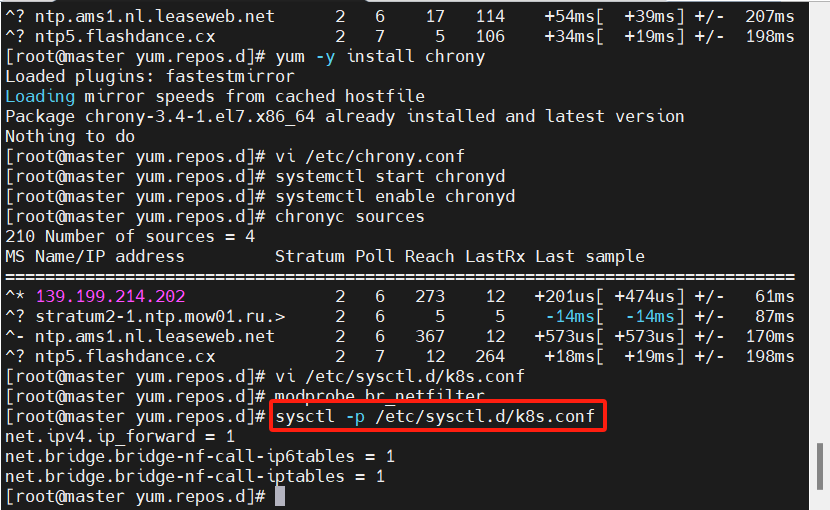 ^? ntp.ams1.nl.leaseweb.net      2   6    17   114    +54ms[  +39ms] +/-  207ms
^? ntp5.flashdance.cx            2   7     5   106    +34ms[  +19ms] +/-  198ms
[root@master yum.repos.d]# yum -y install chrony
Loaded plugins: fastestmirror
Loading mirror speeds from cached hostfile
Package chrony-3.4-1.el7.x86_64 already installed and latest version
Nothing to do
[root@master yum.repos.d]# vi /etc/chrony.conf
[root@master yum.repos.d]# systemctl start chronyd
[root@master yum.repos.d]# systemctl enable chronyd
[root@master yum.repos.d]# chronyc sources
210 Number of sources = 4
MS Name/IP address         Stratum Poll Reach LastRx Last sample
===============================================================================
^* 139.199.214.202               2   6   273    12   +201us[ +474us] +/-   61ms
^? stratum2-1.ntp.mow01.ru.>     2   6     5     5    -14ms[  -14ms] +/-   87ms
^- ntp.ams1.nl.leaseweb.net      2   6   367    12   +573us[ +573us] +/-  170ms
^? ntp5.flashdance.cx            2   7    12   264    +18ms[  +19ms] +/-  198ms
[root@master yum.repos.d]# vi /etc/sysctl.d/k8s.conf
[root@master yum.repos.d]# modprobe br_netfilter
[root@master yum.repos.d]# sysctl -p /etc/sysctl.d/k8s.conf
net.ipv4.ip_forward = 1
net.bridge.bridge-nf-call-ip6tables = 1
net.bridge.bridge-nf-call-iptables = 1
[root@master yum.repos.d]#